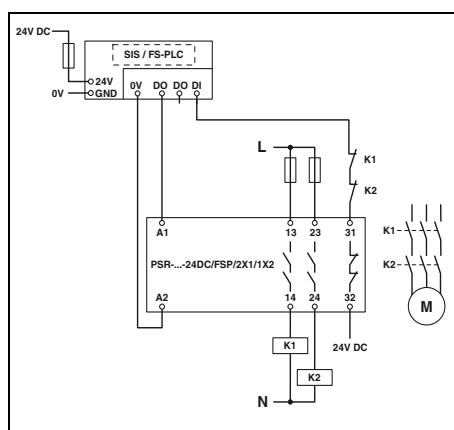 24V DC
SIS / FS-PLC
24V
0V GND
0V DO DO DI
L
K1
K2
A1 13 23 31
K1
PSR-...-24DC/FSP/2X1/1X2
K2
A2 14 24 32
M
K1
24V DC
K2
N